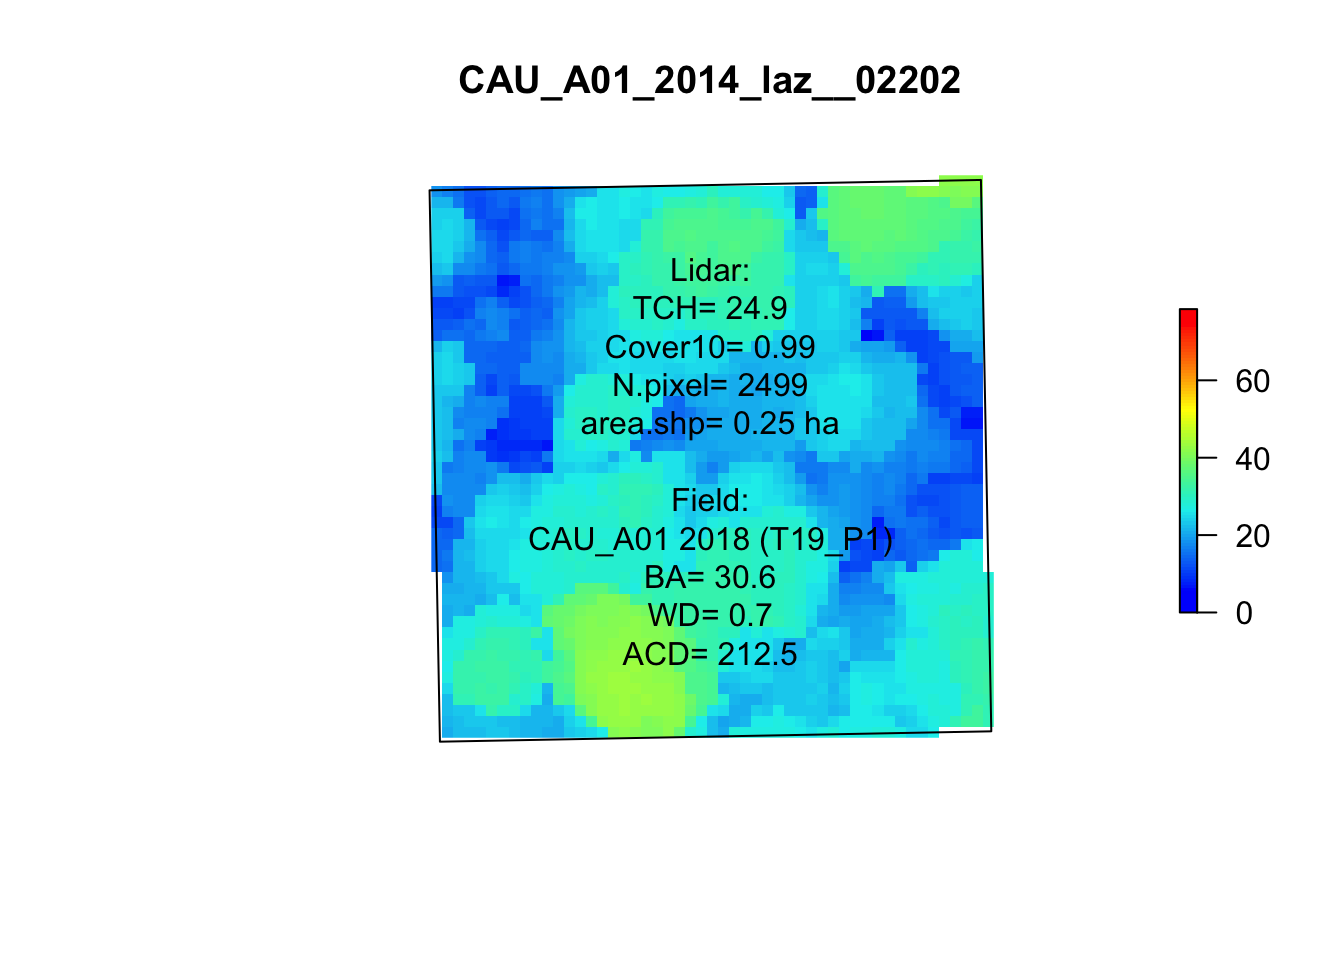 CAU_A01_2014_laz__02202
Lidar:
TCH= 24.9
Cover10= 0.99
N.pixel= 2499
area.shp= 0.25 ha
Field:
CAU_A01 2018 (T19_P1)
BA= 30.6
WD= 0.7
ACD= 212.5
60
40
20
0